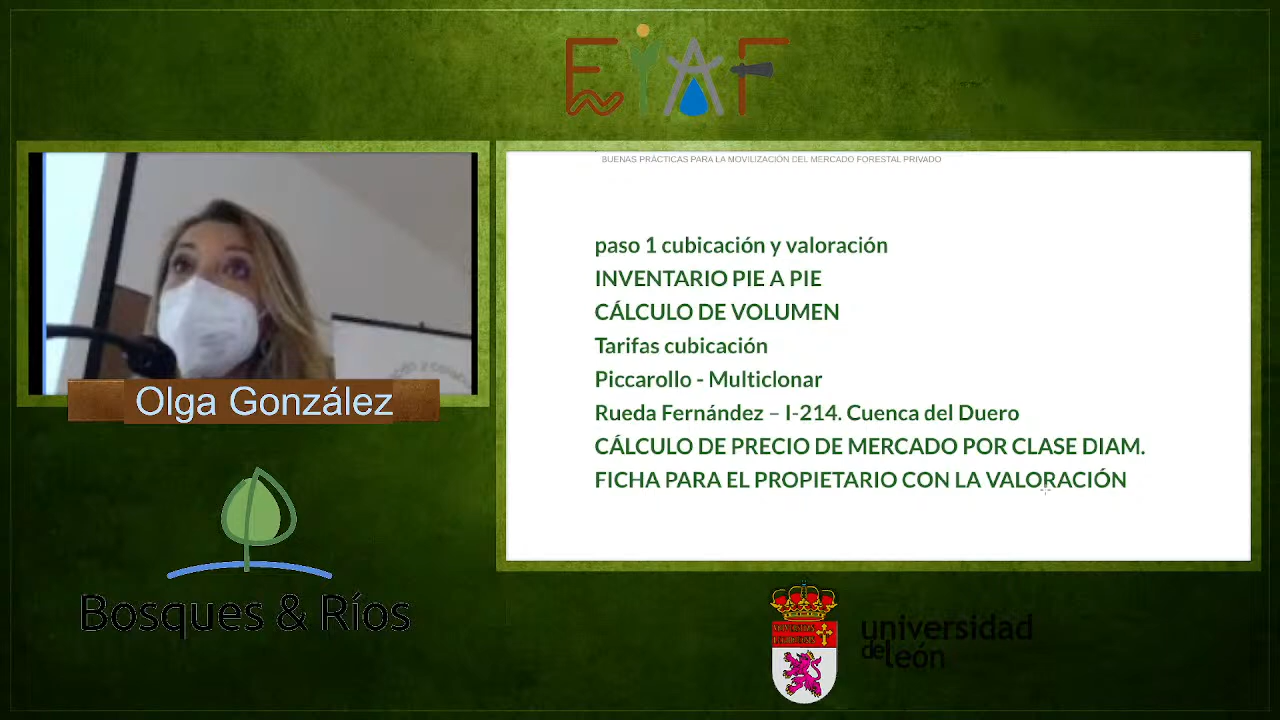 EIAF
BUENAS PRÁCTICAS PARA LA MOVILIZACIÓN DEL MERCADO FORESTAL PRIVADO
paso 1 cubicación y valoración
INVENTARIO PIE A PIE
CÁLCULO DE VOLUMEN
Tarifas cubicación
Piccarollo - Multiclonar
Rueda Fernández – I-214. Cuenca del Duero
CÁLCULO DE PRECIO DE MERCADO POR CLASE DIAM.
FICHA PARA EL PROPIETARIO CON LA VALORACIÓN
Olga González
Bosques & Ríos
universidad
de león